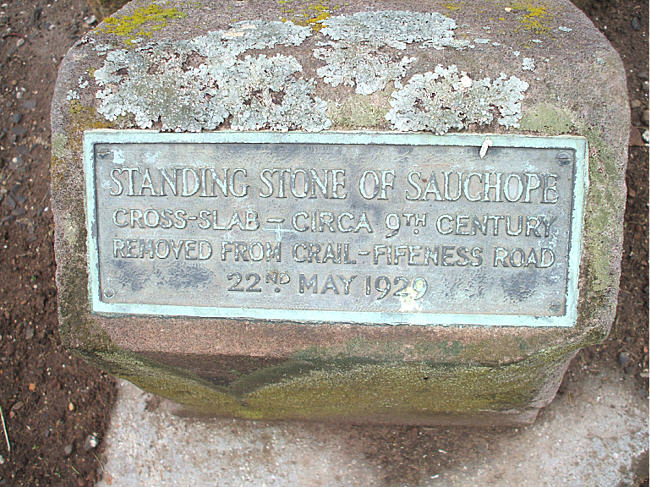 STANDING STONE OF SAUCHOPE
CROSS-SLAB - CIRCA 9TH CENTURY
REMOVED FROM CRAIL-FIFENESS ROAD
22ND MAY 1929